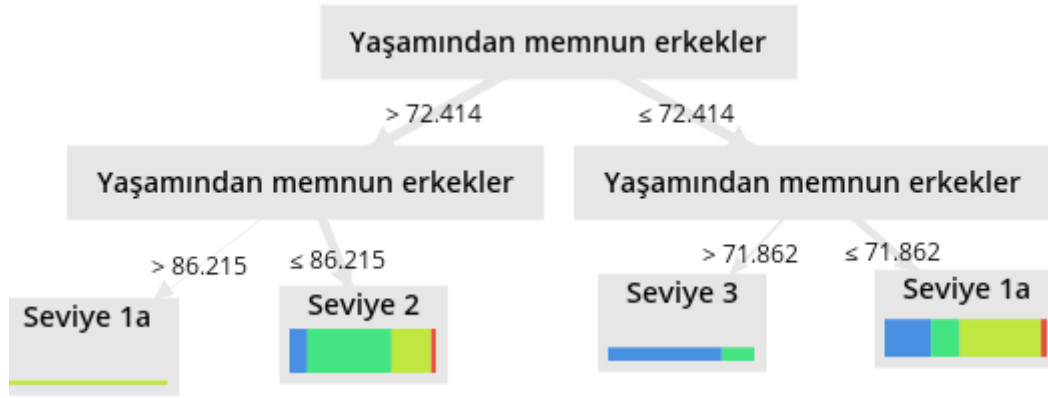 Yaşamından memnun erkekler
> 72.414
≤ 72.414
Yaşamından memnun erkekler
Yaşamından memnun erkekler
> 86.215
≤ 86.215
> 71.862
≤ 71.862
Seviye 1a
Seviye 2
Seviye 3
Seviye 1a